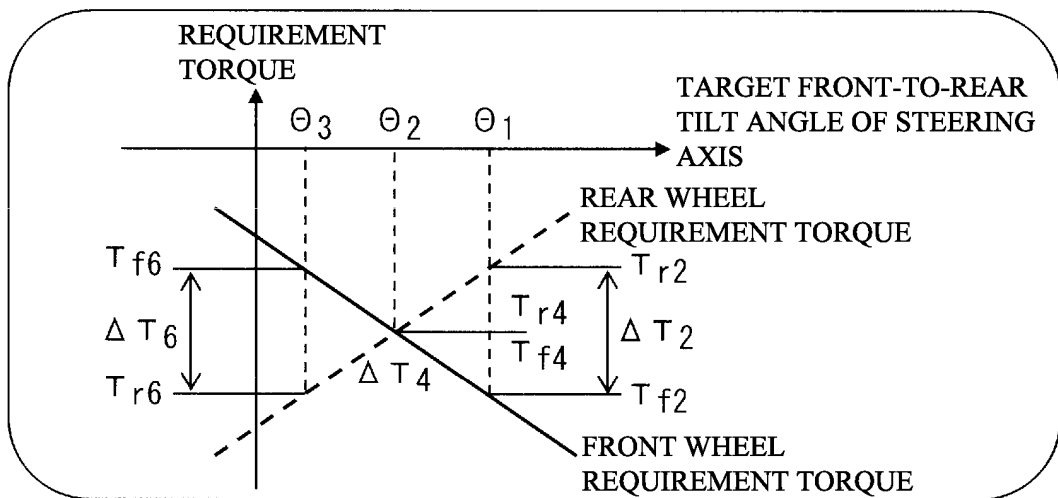 REQUIREMENT
TORQUE
TARGET FRONT-TO-REAR
TILT ANGLE OF STEERING
AXIS
Θ3 Θ2 Θ1
REAR WHEEL
REQUIREMENT TORQUE
Tf6
Tr2
Tr4
ΔT6
ΔT2
Tf4
ΔT4
Tr6
Tf2
FRONT WHEEL
REQUIREMENT TORQUE